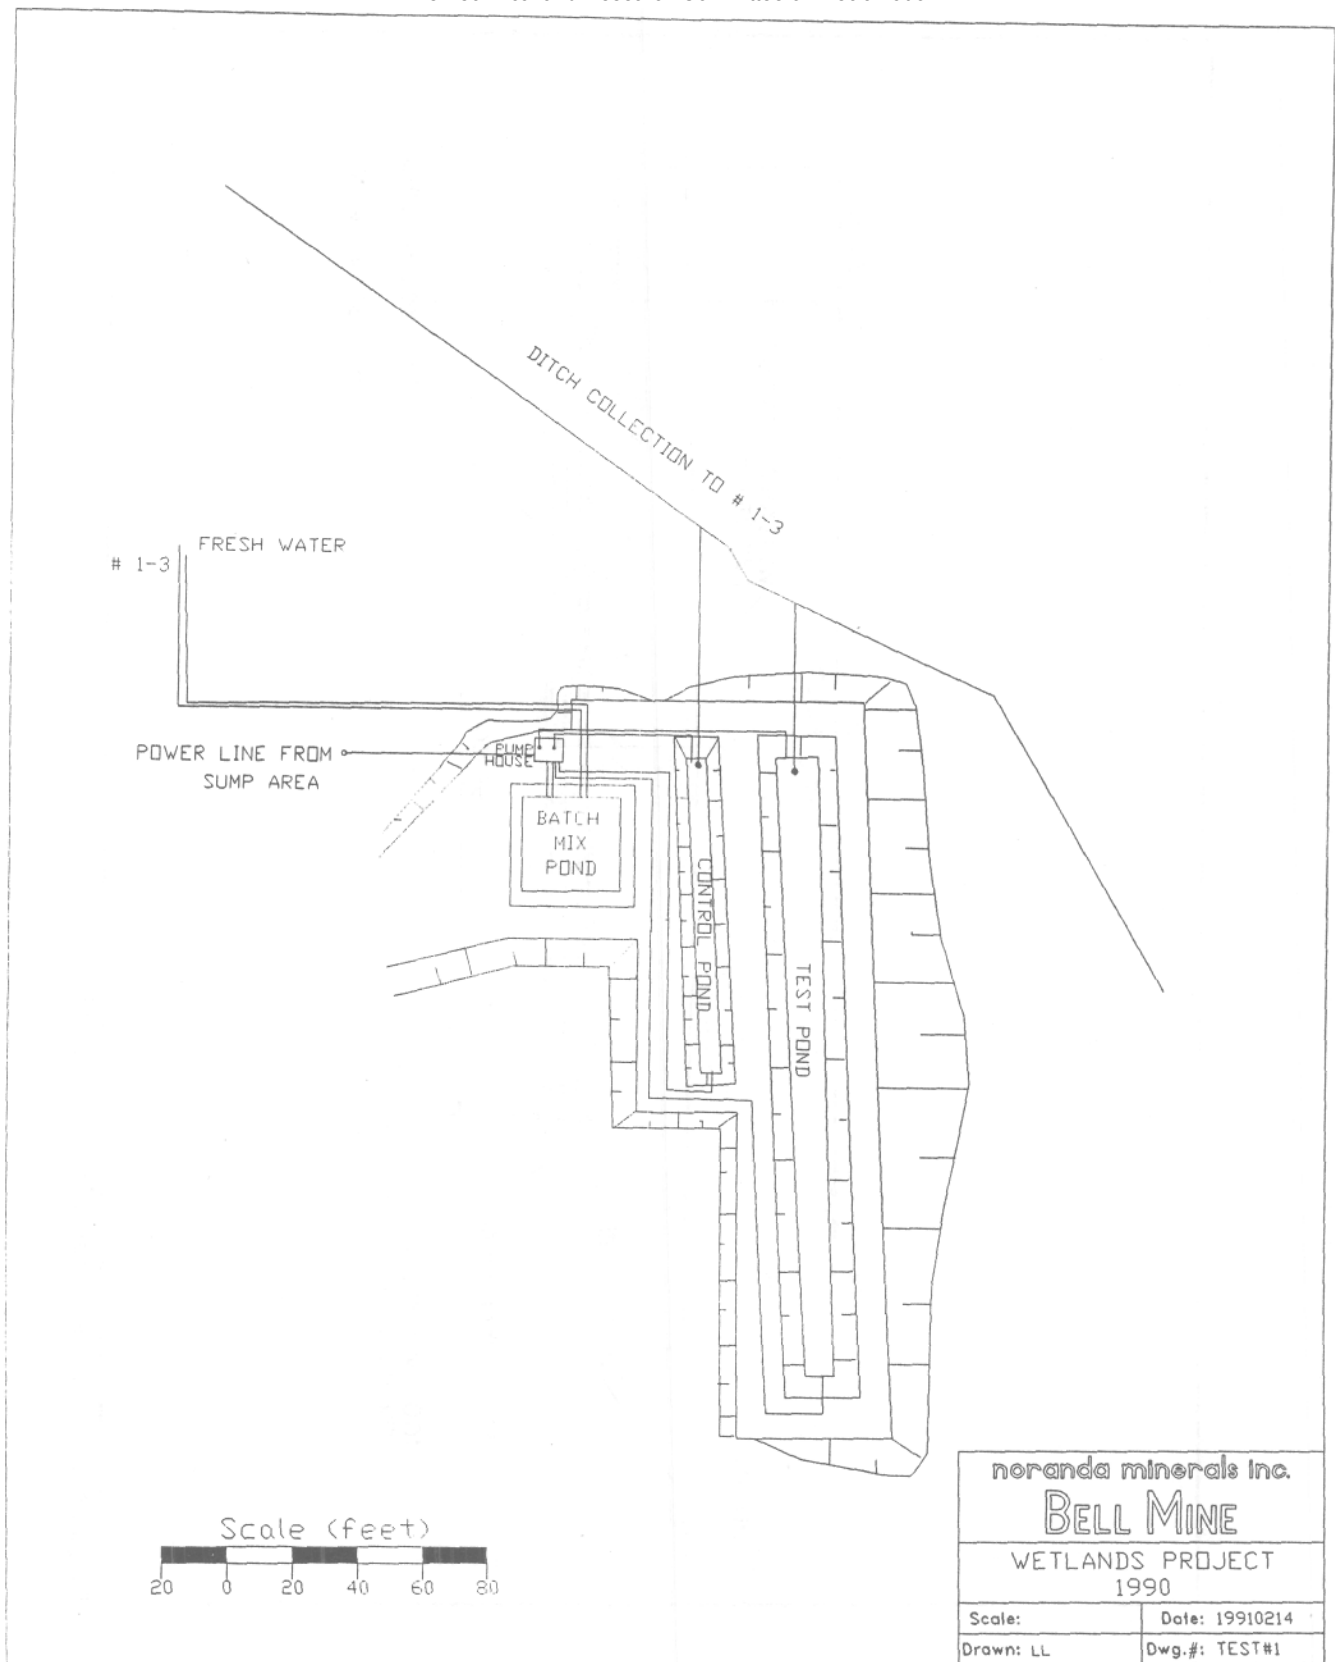 DITCH COLLECTION TO # 1-3
FRESH WATER
# 1-3
POWER LINE FROM
SUMP AREA
PUMP
HOUSE
BATCH
MIX
POND
CONTROL POND
TEST POND
Scale (feet)
20 0 20 40 60 80
noranda minerals inc.
BELL MINE
WETLANDS PROJECT
1990
Scale:
Date: 19910214
Drawn: LL
Dwg.#: TEST#1